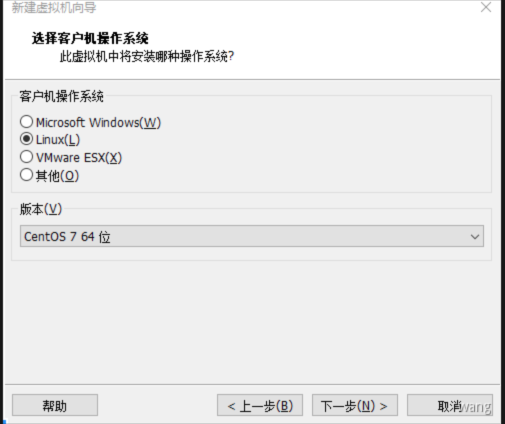 新建虚拟机向导
选择客户机操作系统
此虚拟机中将安装哪种操作系统?
客户机操作系统
Microsoft Windows(W)
Linux(L)
VMware ESX(X)
其他(O)
版本(V)
CentOS 7 64 位
帮助
< 上一步(B)
下一步(N) >
取消
wang